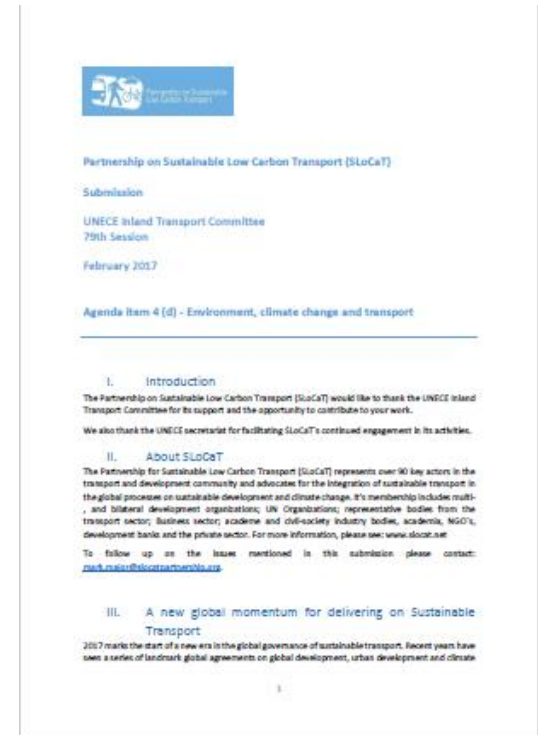 Partnership on Sustainable
Low Carbon Transport
Partnership on Sustainable Low Carbon Transport (SLoCaT)
Submission
UNECE Inland Transport Committee
79th Session
February 2017
Agenda Item 4 (d) - Environment, climate change and transport
I. Introduction
The Partnership on Sustainable Low Carbon Transport (SLoCaT) would like to thank the UNECE Inland
Transport Committee for its support and the opportunity to contribute to your work.
We also thank the UNECE secretariat for facilitating SLoCaT's continued engagement in its activities.
II. About SLoCaT
The Partnership for Sustainable Low Carbon Transport (SLoCaT) represents over 90 key actors in the
transport and development community and advocates for the integration of sustainable transport in
the global processes on sustainable development and climate change. It's membership includes multi-
, and bilateral development organizations; UN Organizations; representative bodies from the
transport sector; Business sector; academe and civil-society industry bodies, academia, NGO's,
development banks and the private sector. For more information, please see: www.slocat.net
To follow up on the issues mentioned in this submission please contact:
mark.major@slocatpartnership.org.
III. A new global momentum for delivering on Sustainable
Transport
2017 marks the start of a new era in the global governance of sustainable transport. Recent years have
seen a series of landmark global agreements on global development, urban development and climate
1